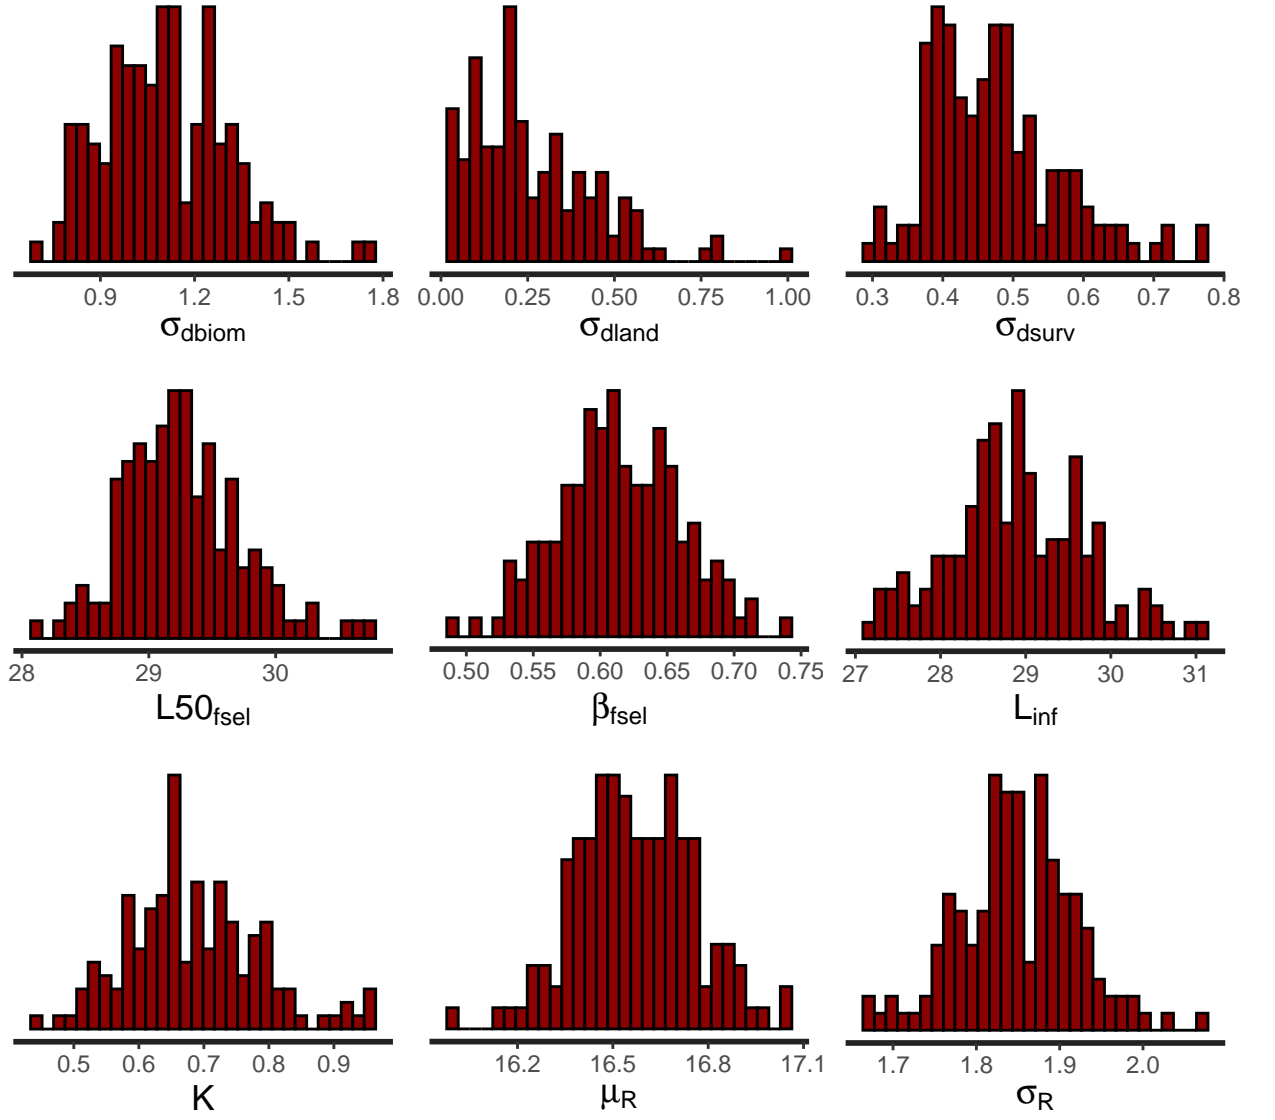 0.9 1.2 1.5 1.8
σdbiom
0.00 0.25 0.50 0.75 1.00
σdland
0.3 0.4 0.5 0.6 0.7 0.8
σdsurv
28 29 30
L50fsel
0.50 0.55 0.60 0.65 0.70 0.75
βfsel
27 28 29 30 31
Linf
0.5 0.6 0.7 0.8 0.9
K
16.2 16.5 16.8 17.1
μR
1.7 1.8 1.9 2.0
σR